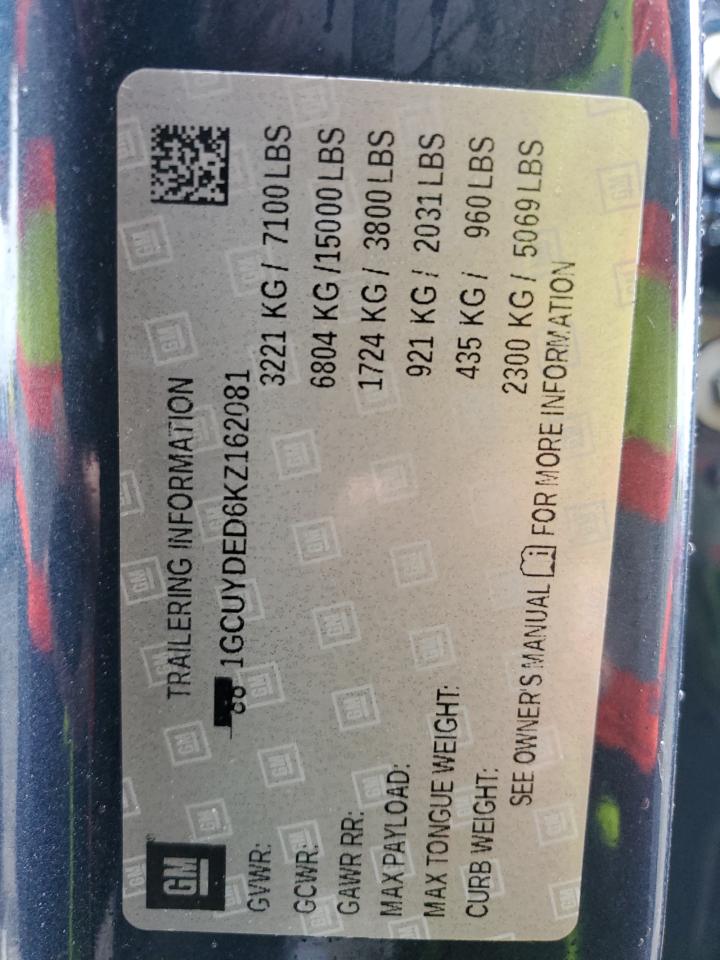 TRAILERING INFORMATION
GM
1GCUYDED6KZ162081
GVWR: 3221 KG / 7100 LBS
GCWR: 6804 KG /15000 LBS
GAWR RR: 1724 KG / 3800 LBS
MAX PAYLOAD: 921 KG / 2031 LBS
MAX TONGUE WEIGHT: 435 KG / 960 LBS
CURB WEIGHT: 2300 KG / 5069 LBS
SEE OWNER'S MANUAL FOR MORE INFORMATION